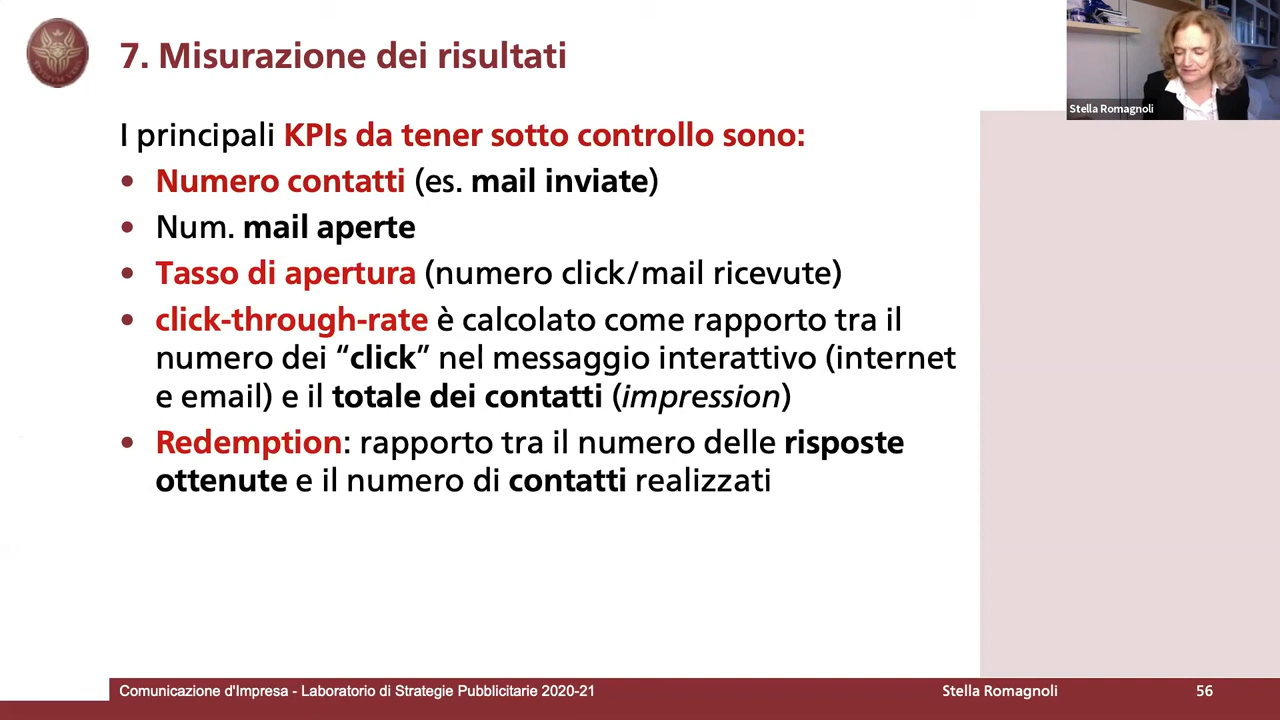 7. Misurazione dei risultati
Stella Romagnoli
I principali KPIs da tener sotto controllo sono:
• Numero contatti (es. mail inviate)
• Num. mail aperte
• Tasso di apertura (numero click/mail ricevute)
• click-through-rate è calcolato come rapporto tra il
numero dei “click” nel messaggio interattivo (internet
e email) e il totale dei contatti (impression)
• Redemption: rapporto tra il numero delle risposte
ottenute e il numero di contatti realizzati
Comunicazione d'Impresa - Laboratorio di Strategie Pubblicitarie 2020-21
Stella Romagnoli
56